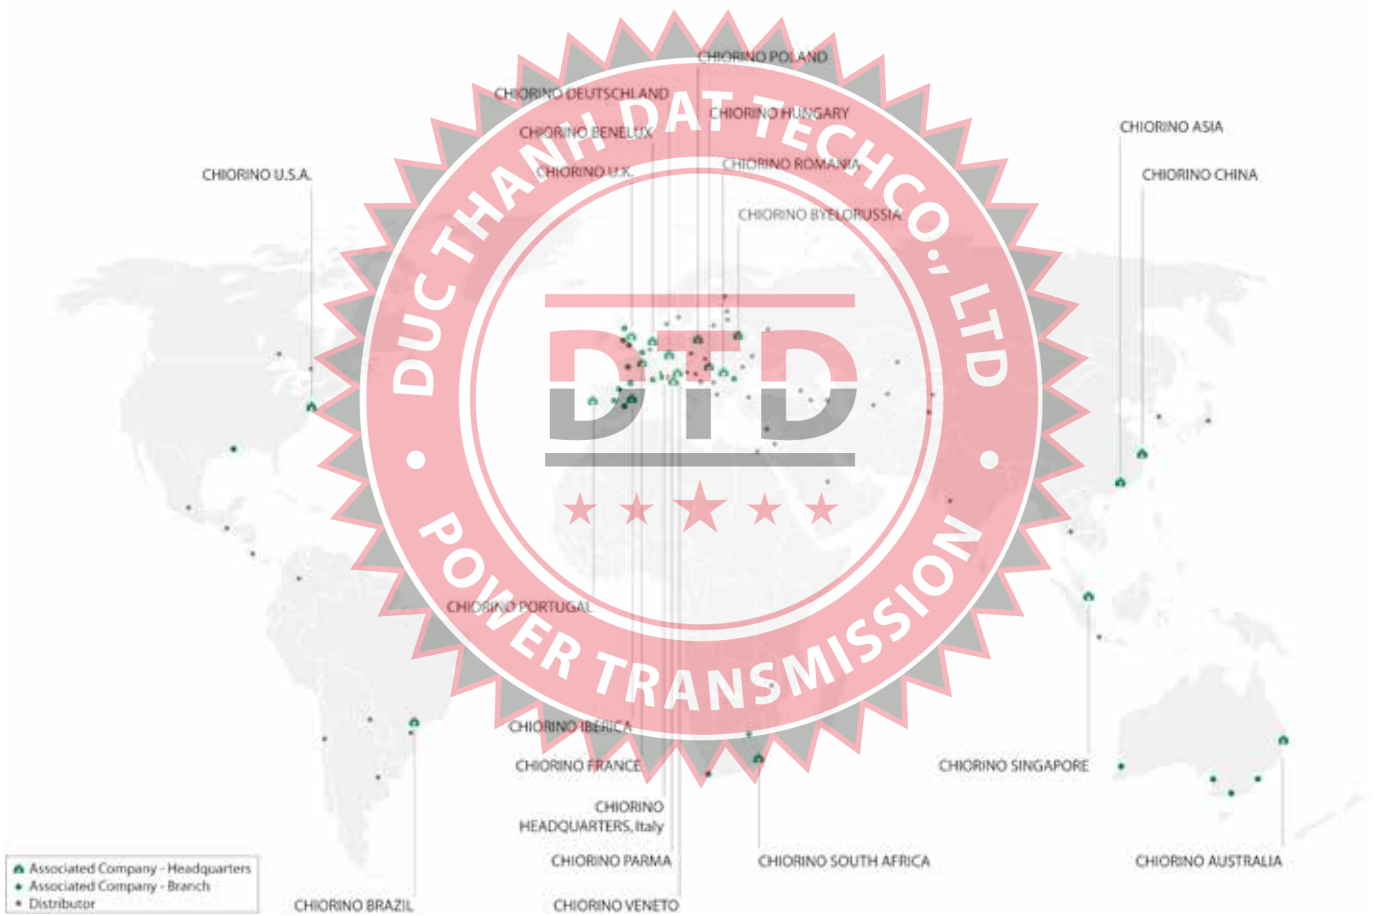 CHIORINO POLAND
CHIORINO DEUTSCHLAND
CHIORINO HUNGARY
CHIORINO BENELUX
CHIORINO ASIA
CHIORINO U.S.A.
CHIORINO U.K.
CHIORINO ROMANIA
CHIORINO CHINA
CHIORINO BYELORUSSIA
DUC THANH DAT TECHCO., LTD
DTD
POWER TRANSMISSION
CHIORINO PORTUGAL
CHIORINO IBERICA
CHIORINO FRANCE
CHIORINO SINGAPORE
CHIORINO
HEADQUARTERS, Italy
CHIORINO PARMA
CHIORINO SOUTH AFRICA
CHIORINO AUSTRALIA
Associated Company - Headquarters
Associated Company - Branch
Distributor
CHIORINO BRAZIL
CHIORINO VENETO